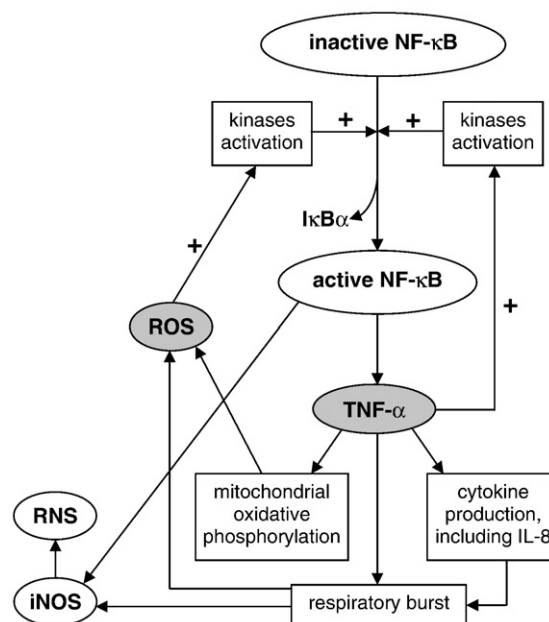 inactive NF-κB
kinases
activation
+
+
kinases
activation
IκBα
+
active NF-κB
+
ROS
TNF-α
mitochondrial
oxidative
phosphorylation
cytokine
production,
including IL-8
RNS
iNOS
respiratory burst